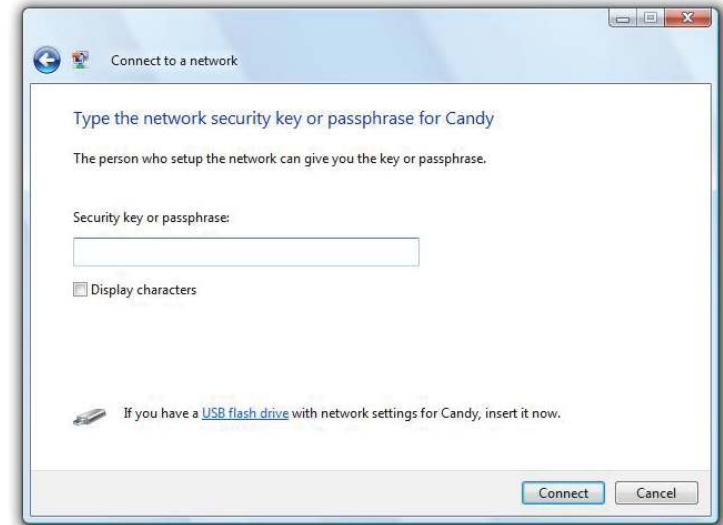 Connect to a network
Type the network security key or passphrase for Candy
The person who setup the network can give you the key or passphrase.
Security key or passphrase:
Display characters
If you have a USB flash drive with network settings for Candy, insert it now.
Connect Cancel